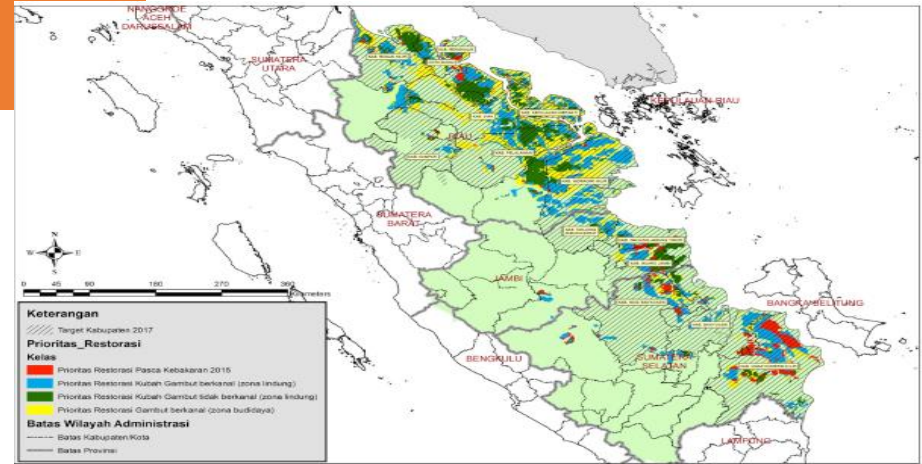 NANGGROE
ACEH
DARUSSALAM
SUMATERA
UTARA
KEPULAUAN RIAU
RIAU
SUMATERA
BARAT
JAMBI
BANGKA BELITUNG
BENGKULU
SUMATERA
SELATAN
LAMPUNG
N
W
E
S
0 45 90 180 270 360
Kilometers
Keterangan
Target Kabupaten 2017
Prioritas_Restorasi
Kelas
Prioritas Restorasi Pasca Kebakaran 2015
Prioritas Restorasi Kubah Gambut berkanal (zona lindung)
Prioritas Restorasi Kubah Gambut tidak berkanal (zona lindung)
Prioritas Restorasi Gambut berkanal (zona budidaya)
Batas Wilayah Administrasi
Batas Kabupaten/Kota
Batas Provinsi